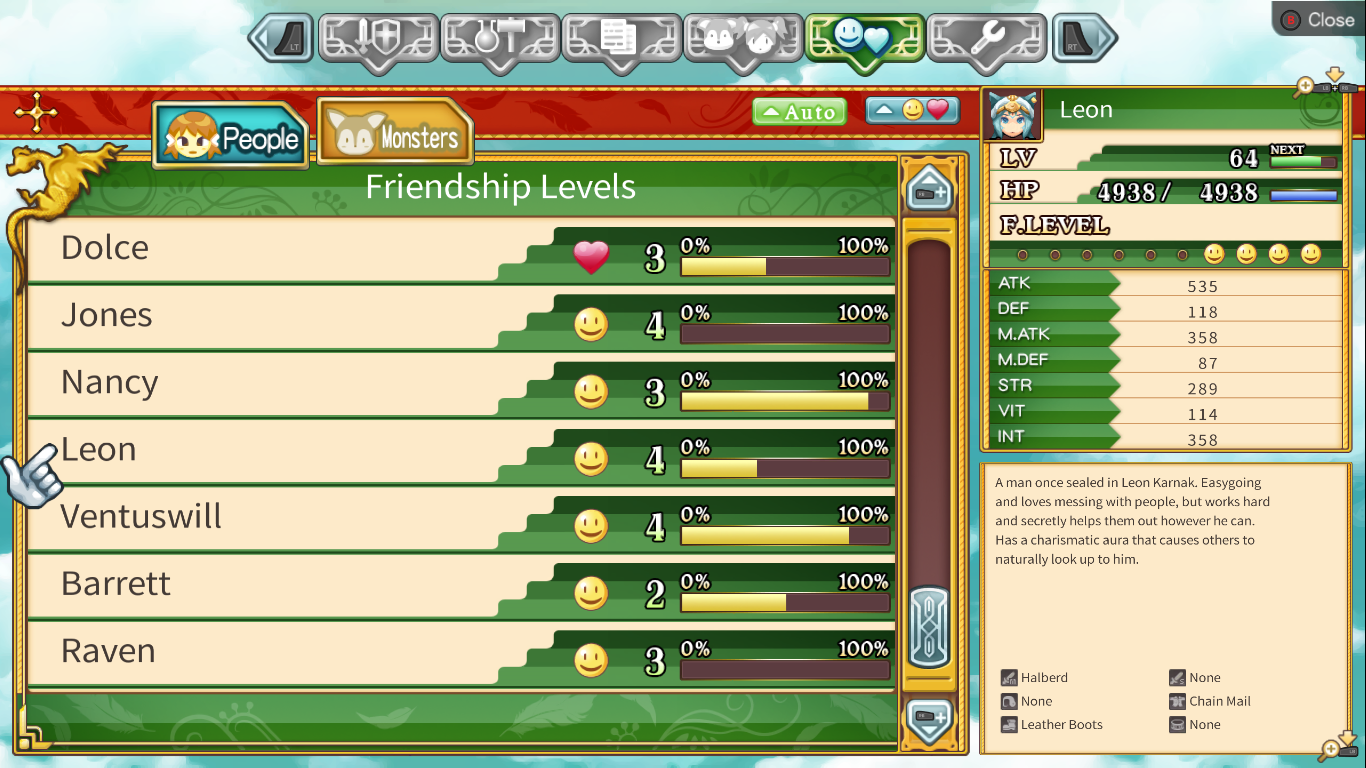 LT
RT
B Close
People
Monsters
Auto
Friendship Levels
Dolce 3 0% 100%
Jones 4 0% 100%
Nancy 3 0% 100%
Leon 4 0% 100%
Ventuswill 4 0% 100%
Barrett 2 0% 100%
Raven 3 0% 100%
Leon
LV 64 NEXT
HP 4938/ 4938
F.LEVEL
ATK 535
DEF 118
M.ATK 358
M.DEF 87
STR 289
VIT 114
INT 358
A man once sealed in Leon Karnak. Easygoing
and loves messing with people, but works hard
and secretly helps them out however he can.
Has a charismatic aura that causes others to
naturally look up to him.
Halberd None
None Chain Mail
Leather Boots None